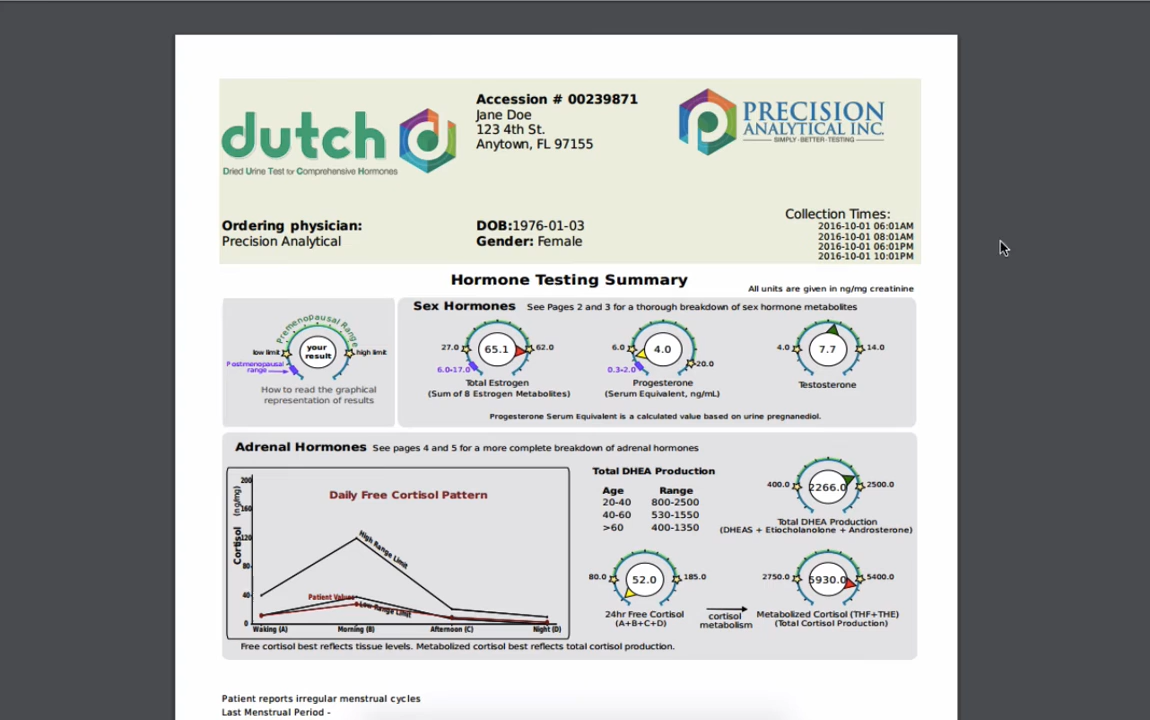 dutch
Dried Urine Test for Comprehensive Hormones
Accession # 00239871
Jane Doe
123 4th St.
Anytown, FL 97155
PRECISION
ANALYTICAL INC.
SIMPLY · BETTER · TESTING
Ordering physician:
Precision Analytical
DOB:1976-01-03
Gender: Female
Collection Times:
2016-10-01 06:01AM
2016-10-01 08:01AM
2016-10-01 06:01PM
2016-10-01 10:01PM
Hormone Testing Summary
All units are given in ng/mg creatinine
Premenopausal Range
low limit
your
result
high limit
Postmenopausal
range
How to read the graphical
representation of results
Sex Hormones See Pages 2 and 3 for a thorough breakdown of sex hormone metabolites
27.0 65.1 62.0
6.0-17.0
Total Estrogen
(Sum of 8 Estrogen Metabolites)
6.0 4.0 20.0
0.3-2.0
Progesterone
(Serum Equivalent, ng/mL)
4.0 7.7 14.0
Testosterone
Progesterone Serum Equivalent is a calculated value based on urine pregnanediol.
Adrenal Hormones See pages 4 and 5 for a more complete breakdown of adrenal hormones
Daily Free Cortisol Pattern
Cortisol (ng/mg)
200
160
120
80
40
0
High Range Limit
Patient Values
Low Range Limit
Waking (A) Morning (B) Afternoon (C) Night (D)
Total DHEA Production
Age Range
20-40 800-2500
40-60 530-1550
>60 400-1350
400.0 2266.0 2500.0
Total DHEA Production
(DHEAS + Etiocholanolone + Androsterone)
80.0 52.0 185.0
24hr Free Cortisol
(A+B+C+D)
cortisol
metabolism
2750.0 6930.0 5400.0
Metabolized Cortisol (THF+THE)
(Total Cortisol Production)
Free cortisol best reflects tissue levels. Metabolized cortisol best reflects total cortisol production.
Patient reports irregular menstrual cycles
Last Menstrual Period -